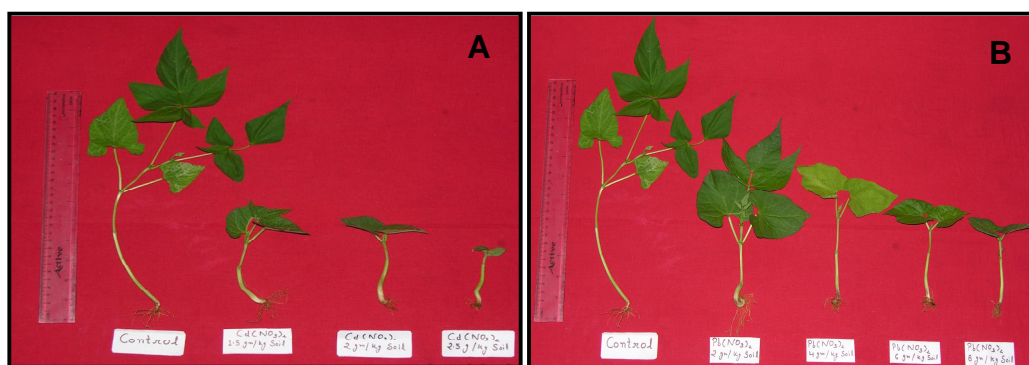 A
Active
Control
Cd(NO3)2
1.5 gm/kg Soil
Cd(NO3)2
2 gm/kg Soil
Cd(NO3)2
2.5 g/kg Soil
B
Active
Control
Pb(NO3)2
2 gm/kg Soil
Pb(NO3)2
4 gm/kg Soil
Pb(NO3)2
6 gm/kg Soil
Pb(NO3)2
8 gm/kg Soil